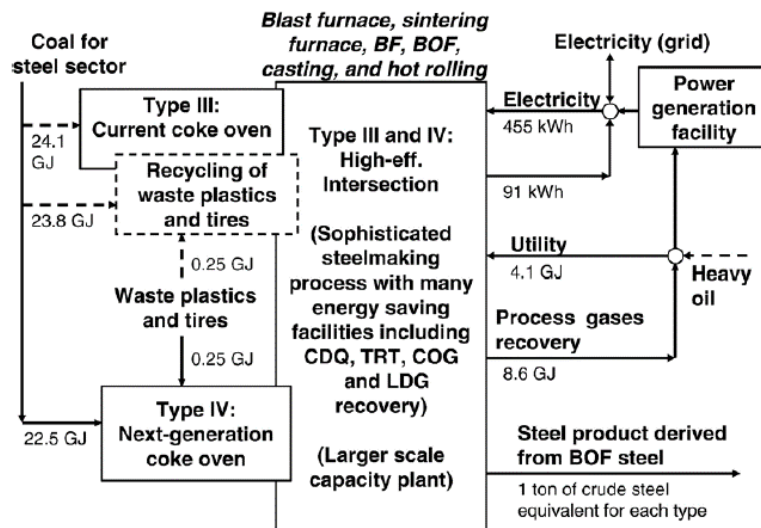 Coal for
steel sector
Blast furnace, sintering
furnace, BF, BOF,
casting, and hot rolling
Electricity (grid)
Type III:
Current coke oven
24.1
GJ
Recycling of
waste plastics
and tires
23.8 GJ
0.25 GJ
Waste plastics
and tires
0.25 GJ
Type IV:
Next-generation
coke oven
22.5 GJ
Type III and IV:
High-eff.
Intersection
(Sophisticated
steelmaking
process with many
energy saving
facilities including
CDQ, TRT, COG
and LDG
recovery)
(Larger scale
capacity plant)
Electricity
455 kWh
Power
generation
facility
91 kWh
Utility
4.1 GJ
Heavy
oil
Process gases
recovery
8.6 GJ
Steel product derived
from BOF steel
1 ton of crude steel
equivalent for each type